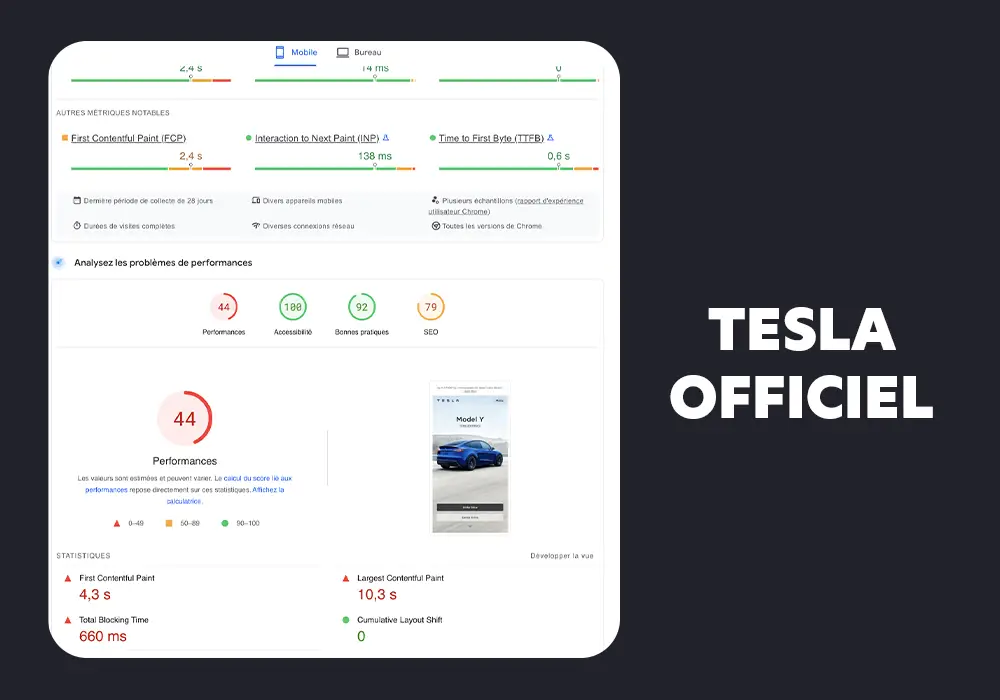 Mobile Bureau
2,4 s 14 ms 0
AUTRES MÉTRIQUES NOTABLES
First Contentful Paint (FCP) Interaction to Next Paint (INP) Time to First Byte (TTFB)
2,4 s 138 ms 0,6 s
Dernière période de collecte de 28 jours Divers appareils mobiles Plusieurs échantillons (rapport d'expérience
utilisateur Chrome)
Durées de visites complètes Diverses connexions réseau Toutes les versions de Chrome
Analysez les problèmes de performances
44 100 92 79
Performances Accessibilité Bonnes pratiques SEO
44
Performances
Les valeurs sont estimées et peuvent varier. Le calcul du score lié aux
performances repose directement sur ces statistiques. Affichez la
calculatrice.
0–49 50–89 90–100
TESLA
Model Y
STATISTIQUES Développer la vue
First Contentful Paint Largest Contentful Paint
4,3 s 10,3 s
Total Blocking Time Cumulative Layout Shift
660 ms 0
TESLA
OFFICIEL